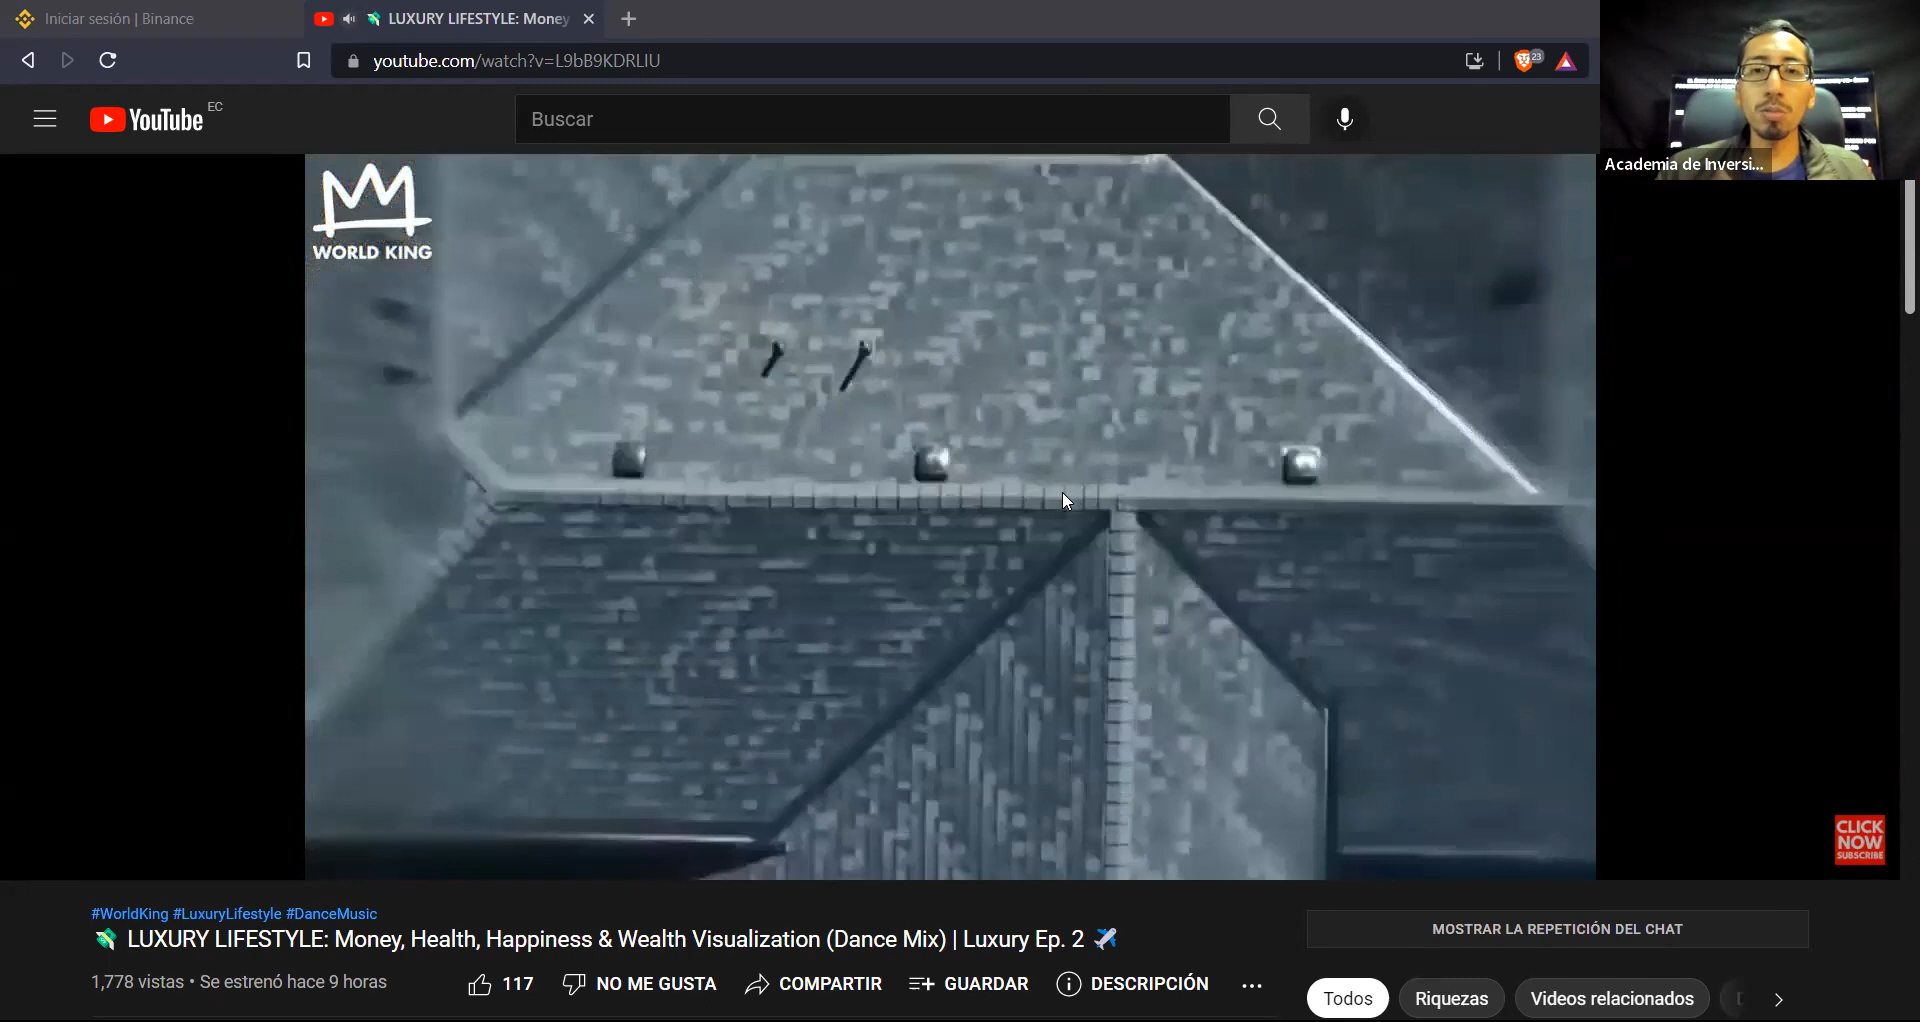 Iniciar sesión | Binance
LUXURY LIFESTYLE: Money
youtube.com/watch?v=L9bB9KDRLIU
23
YouTube EC
Buscar
Academia de Inversi...
WORLD KING
CLICK
NOW
SUBSCRIBE
#WorldKing #LuxuryLifestyle #DanceMusic
LUXURY LIFESTYLE: Money, Health, Happiness & Wealth Visualization (Dance Mix) | Luxury Ep. 2
1,778 vistas • Se estrenó hace 9 horas
117
NO ME GUSTA
COMPARTIR
GUARDAR
DESCRIPCIÓN
MOSTRAR LA REPETICIÓN DEL CHAT
Todos
Riquezas
Videos relacionados